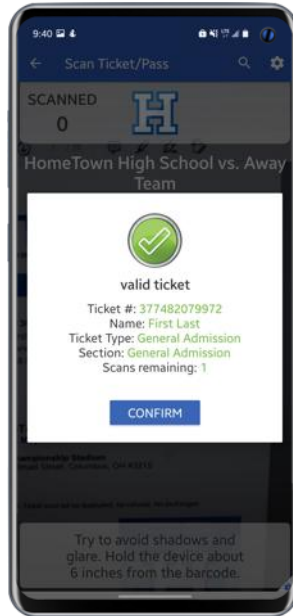 9:40
Scan Ticket/Pass
SCANNED
0
H
HomeTown High School vs. Away
Team
valid ticket
Ticket #: 377482079972
Name: First Last
Ticket Type: General Admission
Section: General Admission
Scans remaining: 1
CONFIRM
Stadium
Try to avoid shadows and
glare. Hold the device about
6 inches from the barcode.